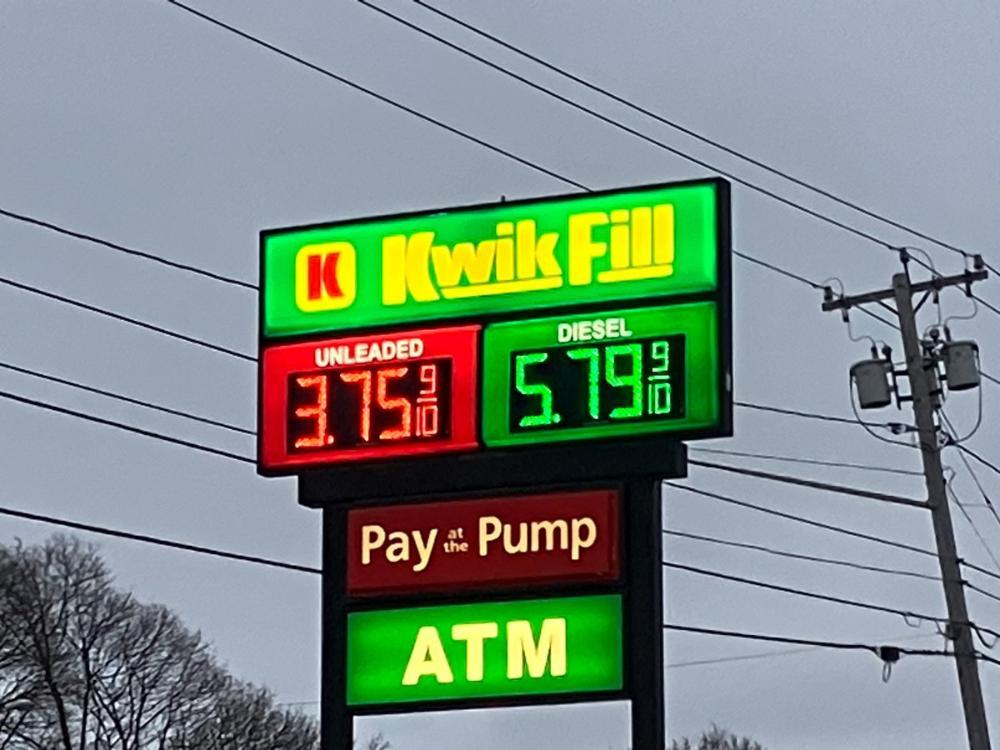 K Kwik Fill
UNLEADED
3.75 9/10
DIESEL
5.79 9/10
Pay at the Pump
ATM